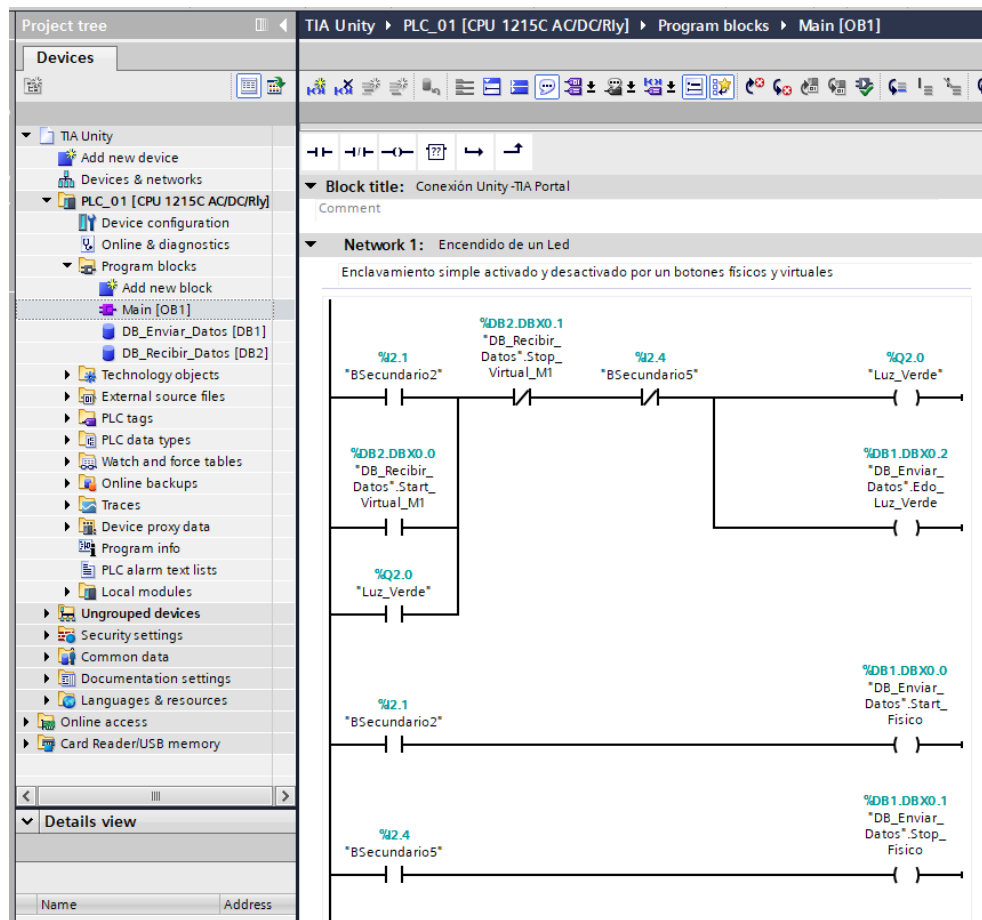 Project tree
Devices
TIA Unity
Add new device
Devices & networks
PLC_01 [CPU 1215C AC/DC/Rly]
Device configuration
Online & diagnostics
Program blocks
Add new block
Main [OB1]
DB_Enviar_Datos [DB1]
DB_Recibir_Datos [DB2]
Technology objects
External source files
PLC tags
PLC data types
Watch and force tables
Online backups
Traces
Device proxy data
Program info
PLC alarm text lists
Local modules
Ungrouped devices
Security settings
Common data
Documentation settings
Languages & resources
Online access
Card Reader/USB memory
Details view
Name Address
TIA Unity PLC_01 [CPU 1215C AC/DC/Rly] Program blocks Main [OB1]
??
Block title: Conexión Unity -TIA Portal
Comment
Network 1: Encendido de un Led
Enclavamiento simple activado y desactivado por un botones físicos y virtuales
%I2.1
"BSecundario2"
%DB2.DBX0.1
"DB_Recibir_
Datos".Stop_
Virtual_M1
%I2.4
"BSecundario5"
%Q2.0
"Luz_Verde"
%DB2.DBX0.0
"DB_Recibir_
Datos".Start_
Virtual_M1
%DB1.DBX0.2
"DB_Enviar_
Datos".Edo_
Luz_Verde
%Q2.0
"Luz_Verde"
%I2.1
"BSecundario2"
%DB1.DBX0.0
"DB_Enviar_
Datos".Start_
Fisico
%I2.4
"BSecundario5"
%DB1.DBX0.1
"DB_Enviar_
Datos".Stop_
Fisico